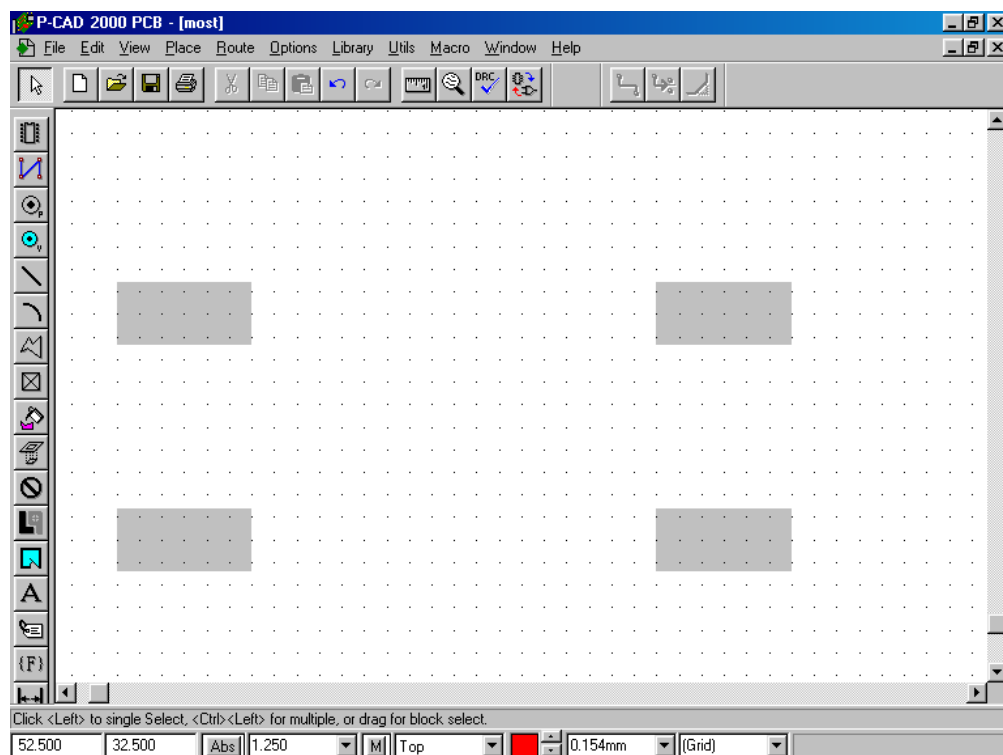 P-CAD 2000 PCB - [most]
File Edit View Place Route Options Library Utils Macro Window Help
DRC
P
V
A
{F}
Click <Left> to single Select, <Ctrl><Left> for multiple, or drag for block select.
52.500 32.500 Abs 1.250 M Top 0.154mm (Grid)